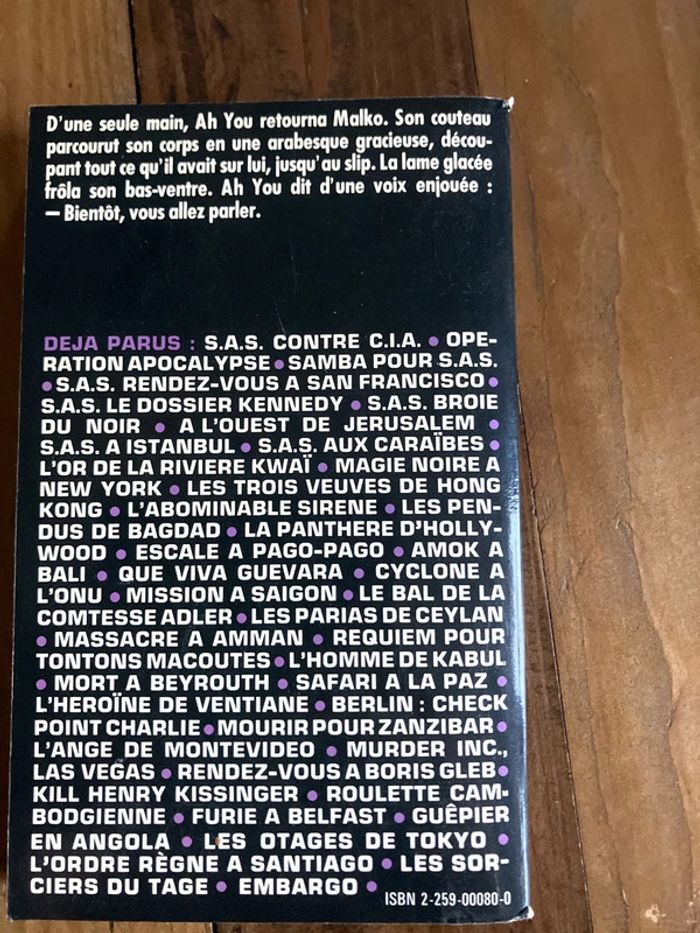 D'une seule main, Ah You retourna Malko. Son couteau
parcourut son corps en une arabesque gracieuse, décou-
pant tout ce qu'il avait sur lui, jusqu'au slip. La lame glacée
frôla son bas-ventre. Ah You dit d'une voix enjouée :
— Bientôt, vous allez parler.
DEJA PARUS : S.A.S. CONTRE C.I.A. • OPE-
RATION APOCALYPSE • SAMBA POUR S.A.S.
• S.A.S. RENDEZ-VOUS A SAN FRANCISCO •
S.A.S. LE DOSSIER KENNEDY • S.A.S. BROIE
DU NOIR • A L'OUEST DE JERUSALEM •
S.A.S. A ISTANBUL • S.A.S. AUX CARAÏBES •
L'OR DE LA RIVIERE KWAÏ • MAGIE NOIRE A
NEW YORK • LES TROIS VEUVES DE HONG
KONG • L'ABOMINABLE SIRENE • LES PEN-
DUS DE BAGDAD • LA PANTHERE D'HOLLY-
WOOD • ESCALE A PAGO-PAGO • AMOK A
BALI • QUE VIVA GUEVARA • CYCLONE A
L'ONU • MISSION A SAIGON • LE BAL DE LA
COMTESSE ADLER • LES PARIAS DE CEYLAN
• MASSACRE A AMMAN • REQUIEM POUR
TONTONS MACOUTES • L'HOMME DE KABUL
• MORT A BEYROUTH • SAFARI A LA PAZ •
L'HEROÏNE DE VENTIANE • BERLIN : CHECK
POINT CHARLIE • MOURIR POUR ZANZIBAR •
L'ANGE DE MONTEVIDEO • MURDER INC.,
LAS VEGAS • RENDEZ-VOUS A BORIS GLEB •
KILL HENRY KISSINGER • ROULETTE CAM-
BODGIENNE • FURIE A BELFAST • GUÊPIER
EN ANGOLA • LES OTAGES DE TOKYO •
L'ORDRE RÈGNE A SANTIAGO • LES SOR-
CIERS DU TAGE • EMBARGO •
ISBN 2-259-00080-0